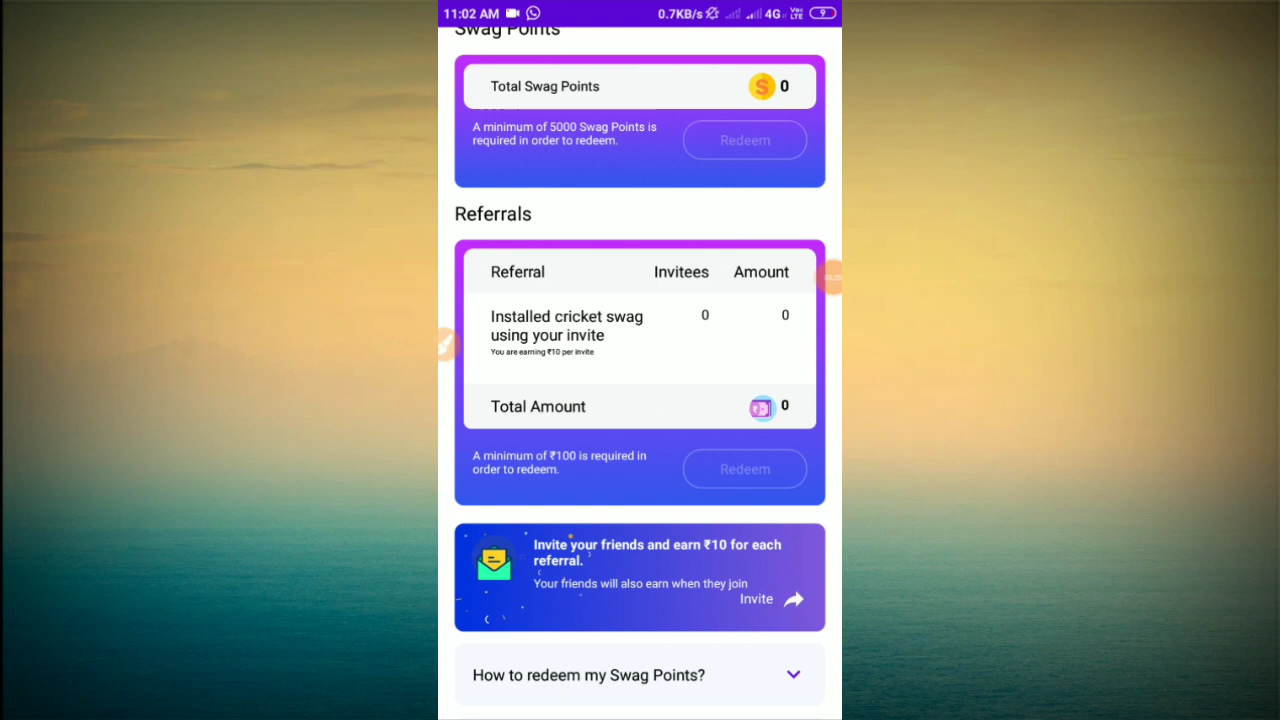 11:02 AM 0.7KB/s 4G Vo LTE 9
Swag Points
Total Swag Points 0
A minimum of 5000 Swag Points is
required in order to redeem.
Redeem
Referrals
Referral Invitees Amount
Installed cricket swag 0 0
using your invite
You are earning ₹10 per invite
Total Amount 0
A minimum of ₹100 is required in
order to redeem.
Redeem
Invite your friends and earn ₹10 for each
referral.
Your friends will also earn when they join
Invite
How to redeem my Swag Points?